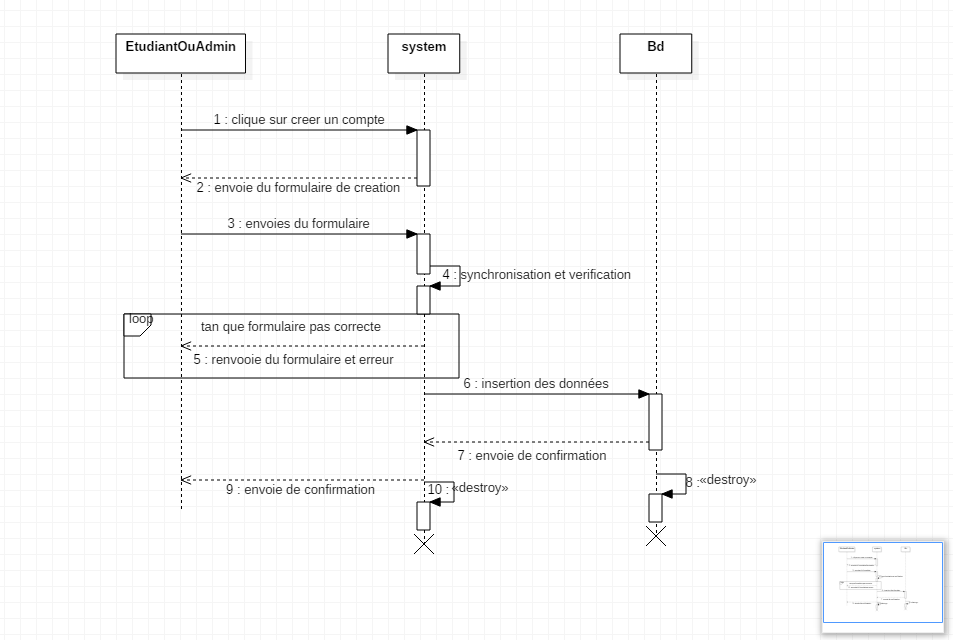 EtudiantOuAdmin
system
Bd
1 : clique sur creer un compte
2 : envoie du formulaire de creation
3 : envoies du formulaire
4 : synchronisation et verification
loop
tan que formulaire pas correcte
5 : renvooie du formulaire et erreur
6 : insertion des données
7 : envoie de confirmation
8 : «destroy»
9 : envoie de confirmation
10 : «destroy»